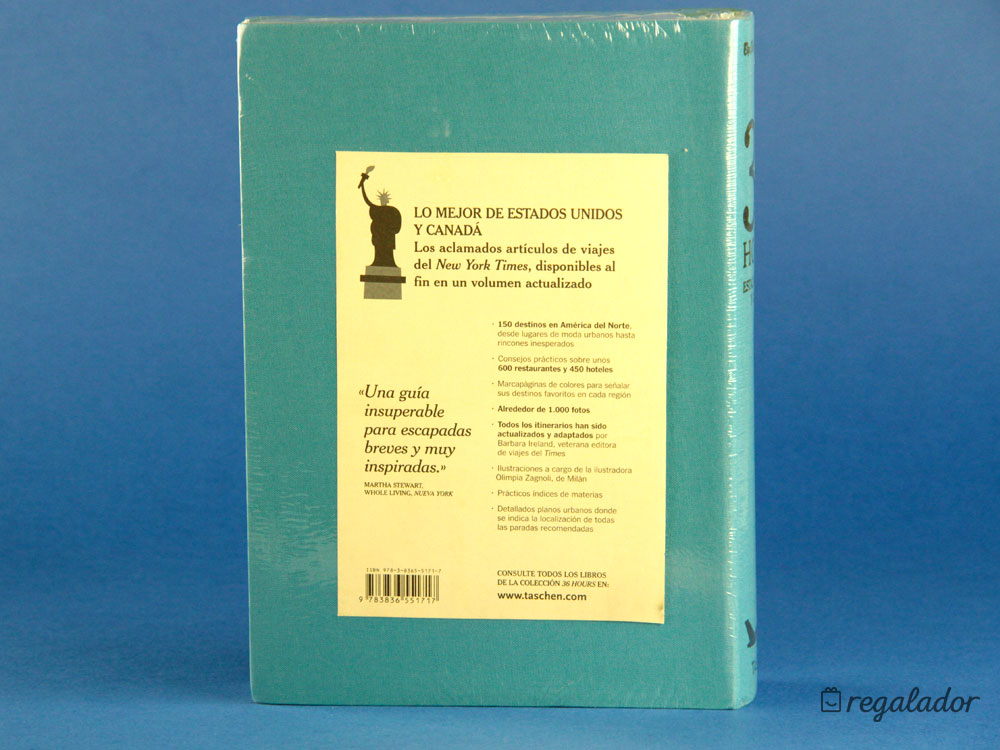 LO MEJOR DE ESTADOS UNIDOS
Y CANADÁ
Los aclamados artículos de viajes
del New York Times, disponibles al
fin en un volumen actualizado
· 150 destinos en América del Norte,
desde lugares de moda urbanos hasta
rincones inesperados
· Consejos prácticos sobre unos
600 restaurantes y 450 hoteles
· Marcapáginas de colores para señalar
sus destinos favoritos en cada región
· Alrededor de 1.000 fotos
· Todos los itinerarios han sido
actualizados y adaptados por
Barbara Ireland, veterana editora
de viajes del Times
· Ilustraciones a cargo de la ilustradora
Olimpia Zagnoli, de Milán
· Prácticos índices de materias
· Detallados planos urbanos donde
se indica la localización de todas
las paradas recomendadas
«Una guía
insuperable
para escapadas
breves y muy
inspiradas.»
MARTHA STEWART,
WHOLE LIVING, NUEVA YORK
ISBN 978-3-8365-5171-7
9 783836 551717
CONSULTE TODOS LOS LIBROS
DE LA COLECCIÓN 36 HOURS EN:
www.taschen.com
regalador